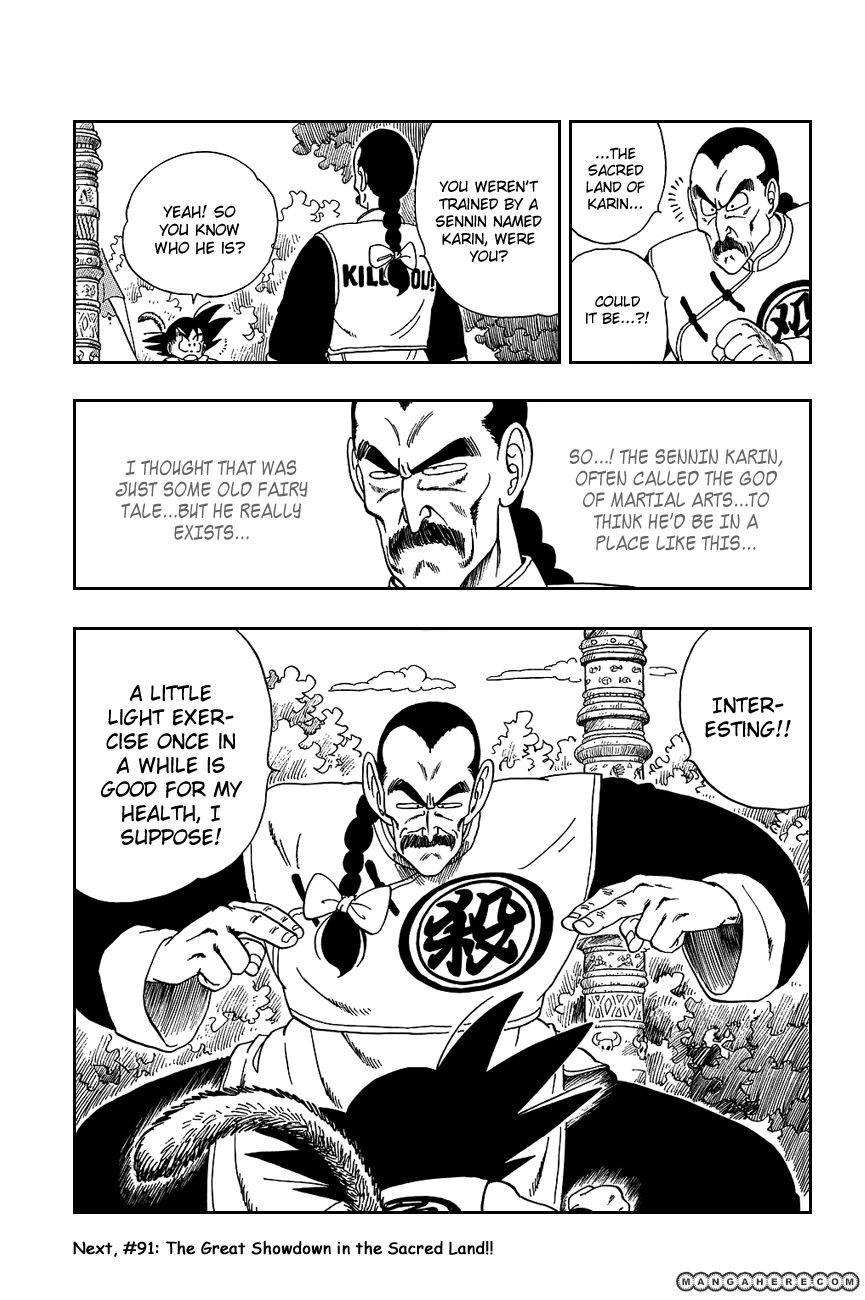 YOU WEREN'T
TRAINED BY A
SENNIN NAMED
KARIN, WERE
YOU?
YEAH! SO
YOU KNOW
WHO HE IS?
KILL OU!
...THE
SACRED
LAND OF
KARIN...
COULD
IT BE...?!
I THOUGHT THAT WAS
JUST SOME OLD FAIRY
TALE...BUT HE REALLY
EXISTS...
SO...! THE SENNIN KARIN,
OFTEN CALLED THE GOD
OF MARTIAL ARTS...TO
THINK HE'D BE IN A
PLACE LIKE THIS...
A LITTLE
LIGHT EXER-
CISE ONCE IN
A WHILE IS
GOOD FOR MY
HEALTH, I
SUPPOSE!
INTER-
ESTING!!
殺
Next, #91: The Great Showdown in the Sacred Land!!
MANGAHERE.COM